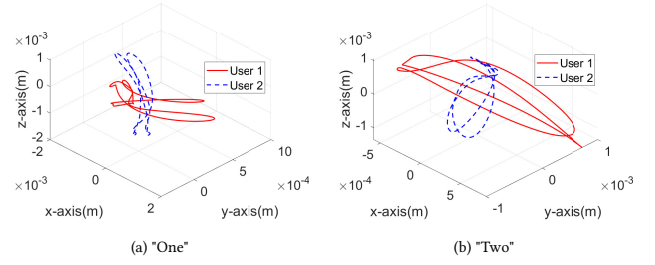 ×10⁻³
1
0
-1
-2
z-axis(m)
User 1
User 2
-2
×10⁻³
0
2
x-axis(m)
10
5
0
×10⁻⁴
y-axis(m)
(a) "One"
×10⁻³
1
0
-1
z-axis(m)
User 1
User 2
-5
×10⁻⁴
0
5
x-axis(m)
1
0
-1
×10⁻³
y-axis(m)
(b) "Two"